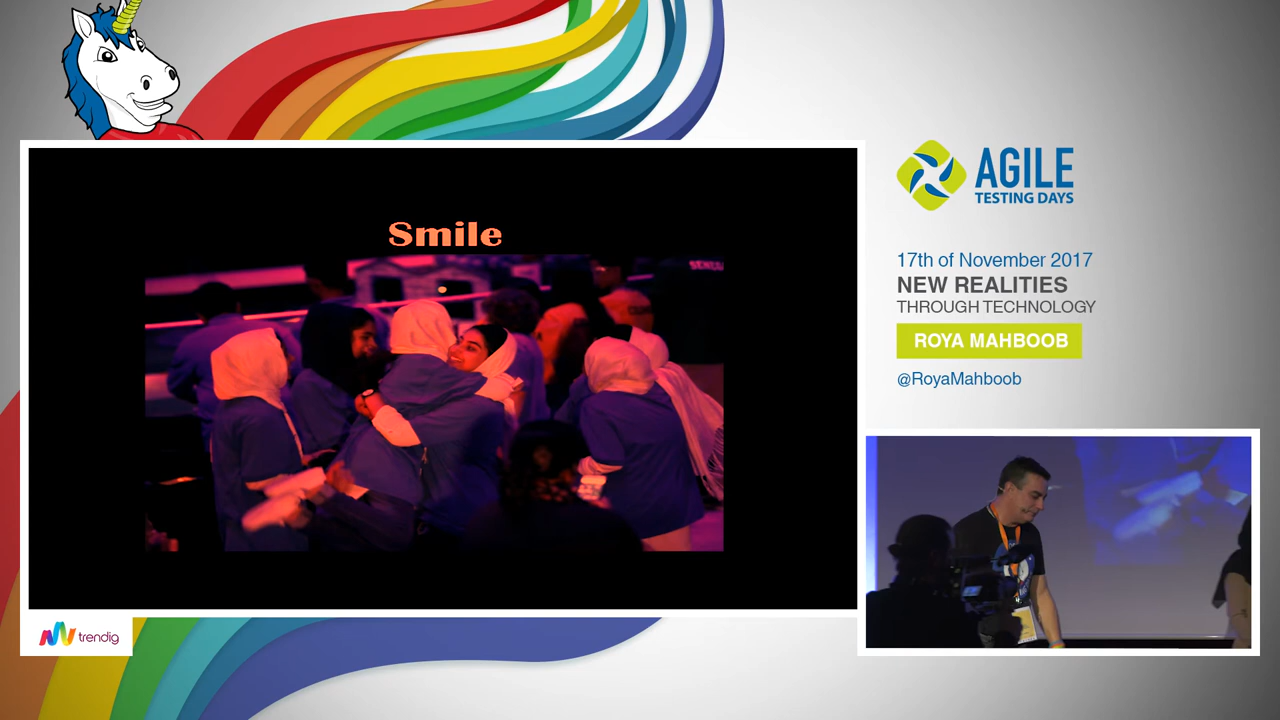 Smile
AGILE
TESTING DAYS
17th of November 2017
NEW REALITIES
THROUGH TECHNOLOGY
ROYA MAHBOOB
@RoyaMahboob
trendig